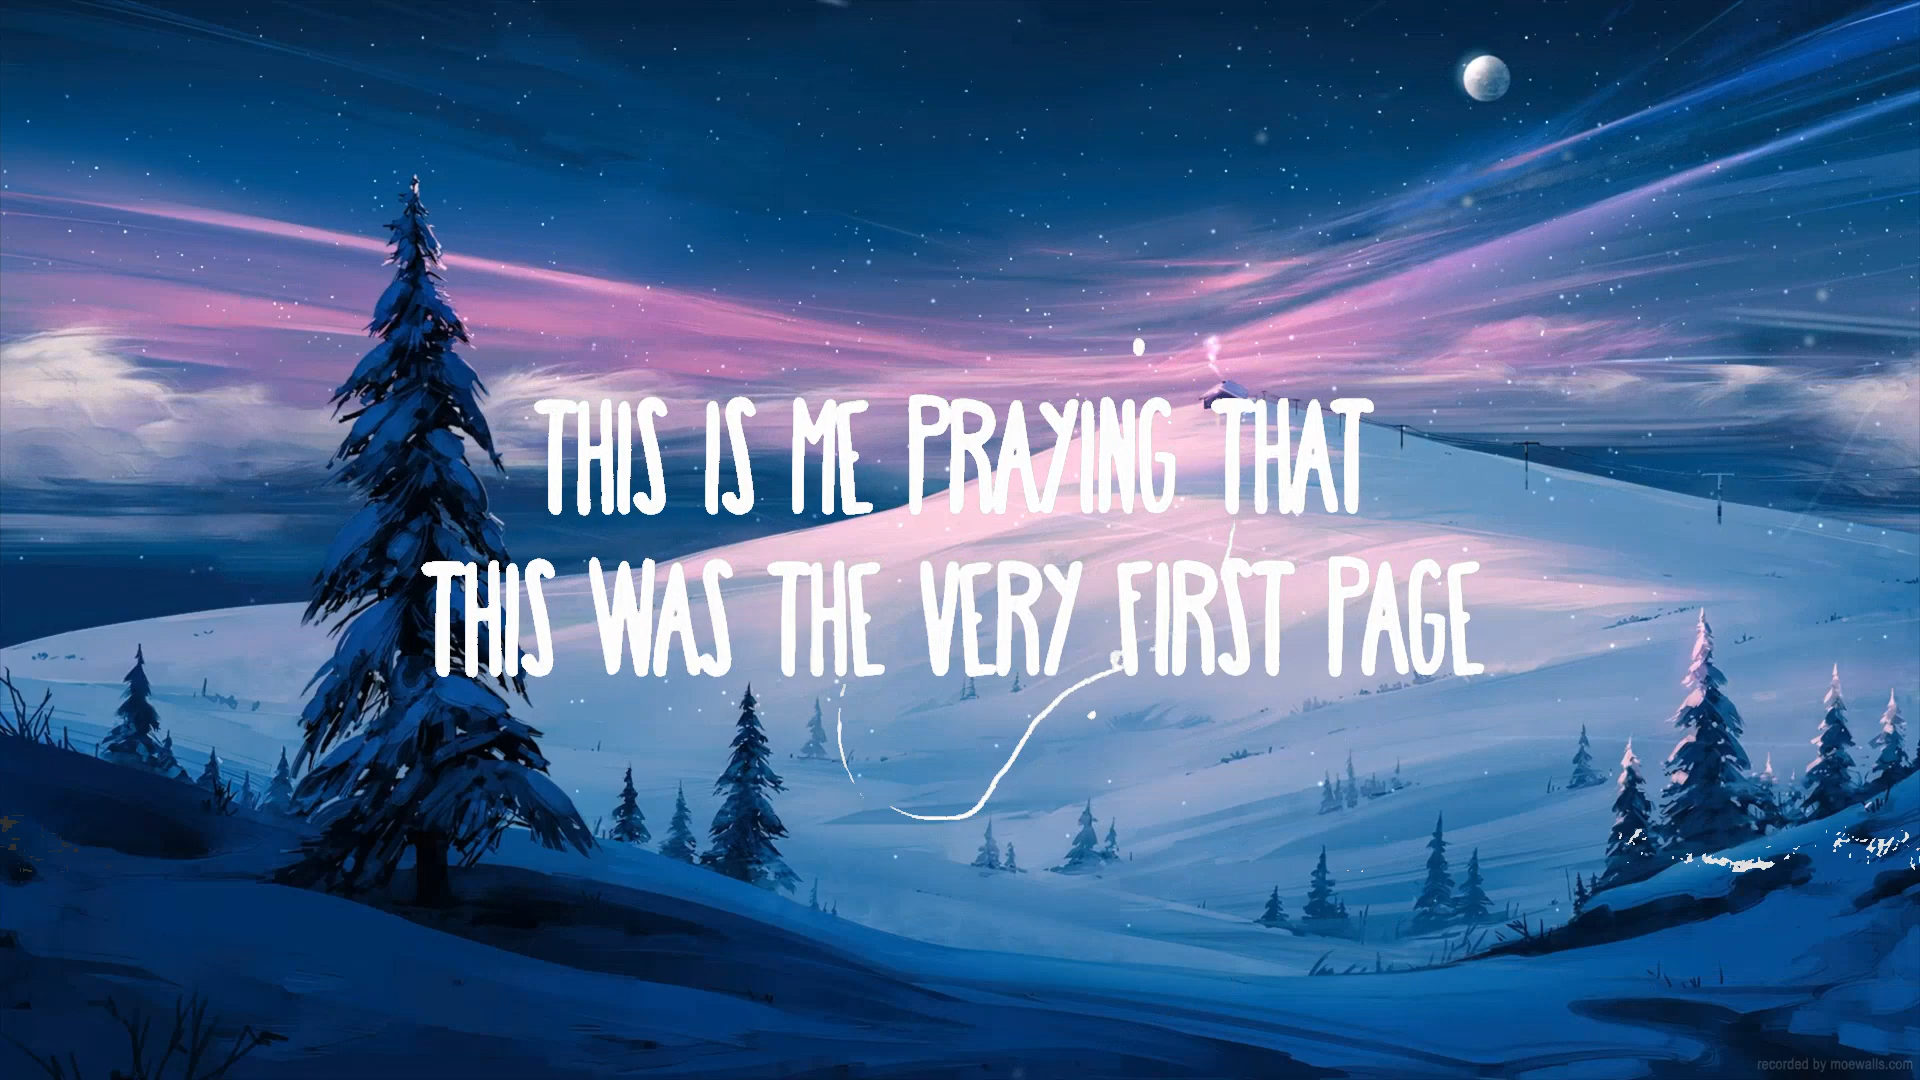 THIS IS ME PRAYING THAT
THIS WAS THE VERY FIRST PAGE
recorded by moewalls.com